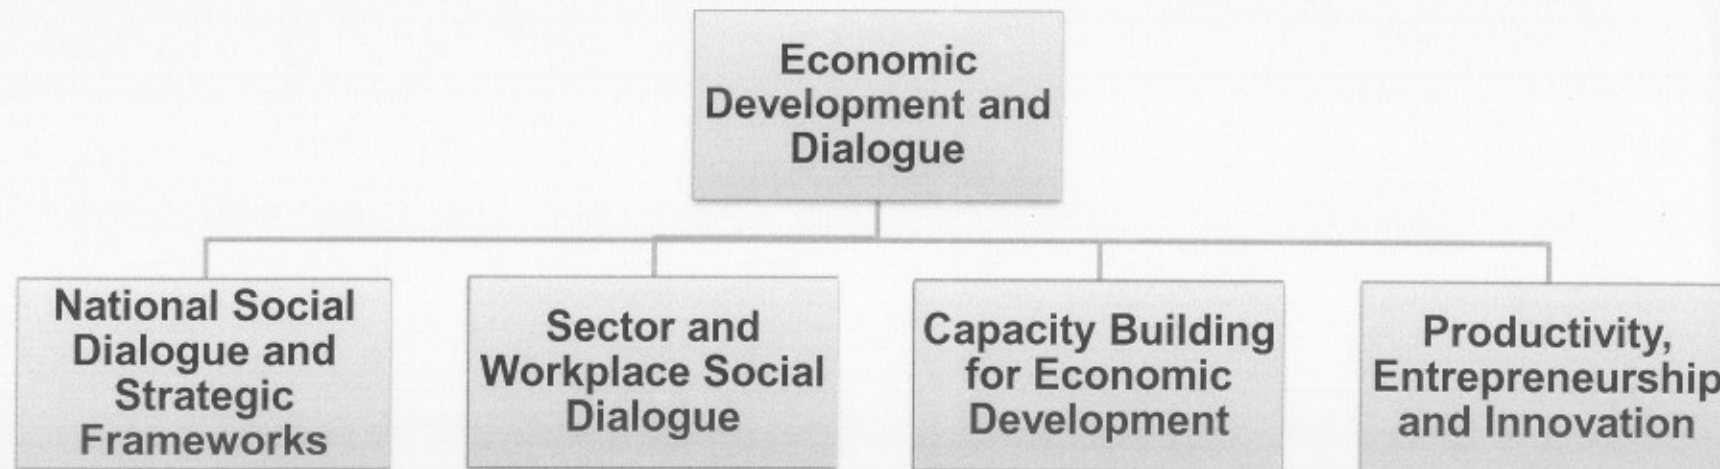 Economic
Development and
Dialogue
National Social
Dialogue and
Strategic
Frameworks
Sector and
Workplace Social
Dialogue
Capacity Building
for Economic
Development
Productivity,
Entrepreneurship
and Innovation